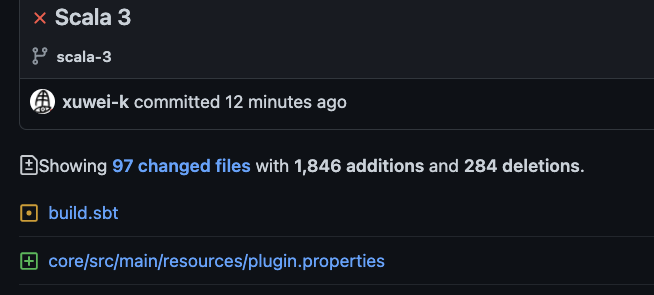 Scala 3
scala-3
xuwei-k committed 12 minutes ago
Showing 97 changed files with 1,846 additions and 284 deletions.
build.sbt
core/src/main/resources/plugin.properties